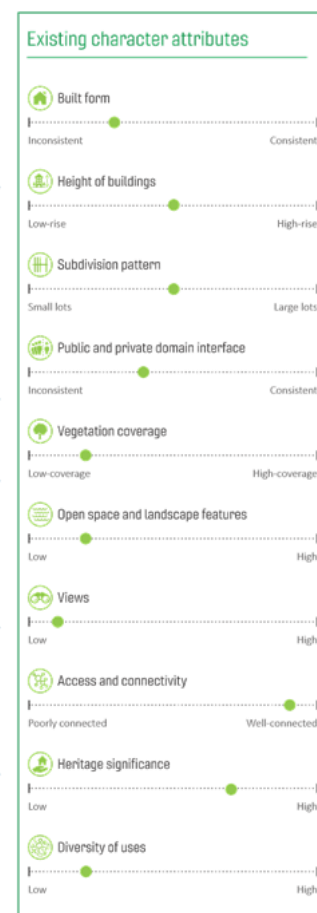 Existing character attributes
Built form
Inconsistent Consistent
Height of buildings
Low-rise High-rise
Subdivision pattern
Small lots Large lots
Public and private domain interface
Inconsistent Consistent
Vegetation coverage
Low-coverage High-coverage
Open space and landscape features
Low High
Views
Low High
Access and connectivity
Poorly connected Well-connected
Heritage significance
Low High
Diversity of uses
Low High